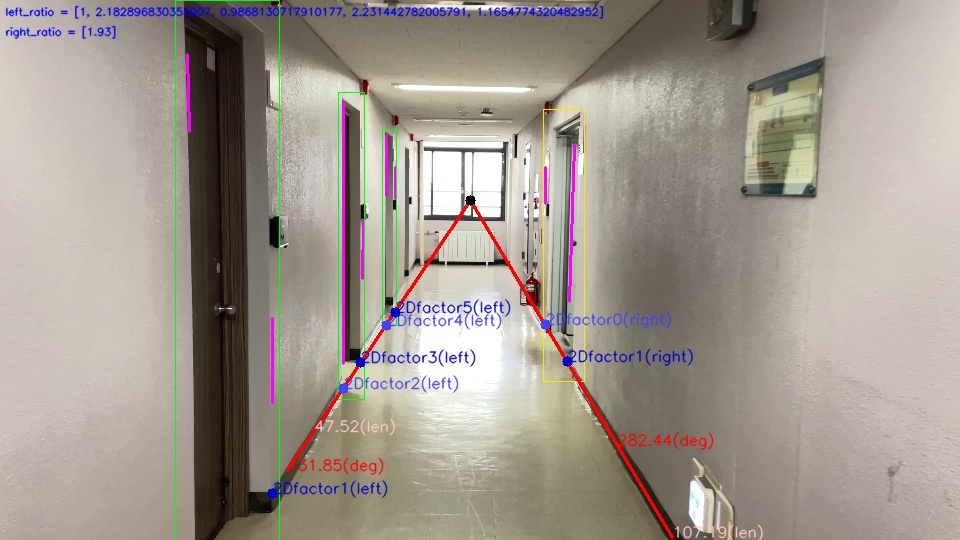 left_ratio = [1, 2.182896830359907, 0.9868130717910177, 2.231442782005791, 1.1654774320482952]
right_ratio = [1.93]
2Dfactor5(left)
2Dfactor4(left)
2Dfactor0(right)
2Dfactor3(left)
2Dfactor1(right)
2Dfactor2(left)
47.52(len)
282.44(deg)
31.85(deg)
2Dfactor1(left)
107.19(len)